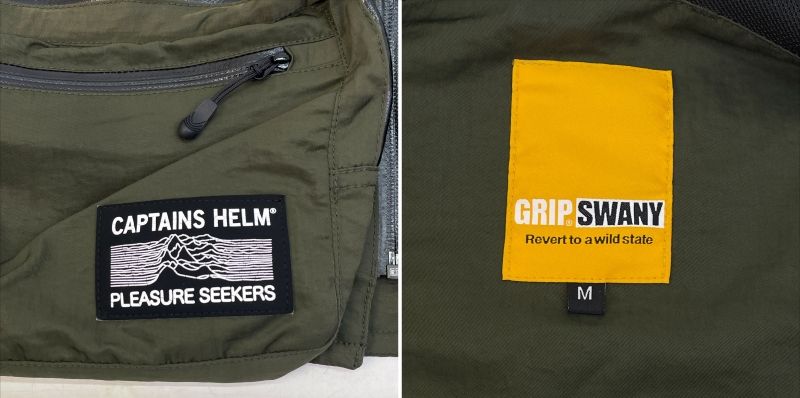 CAPTAINS HELM®
PLEASURE SEEKERS
GRIP® SWANY
Revert to a wild state
M